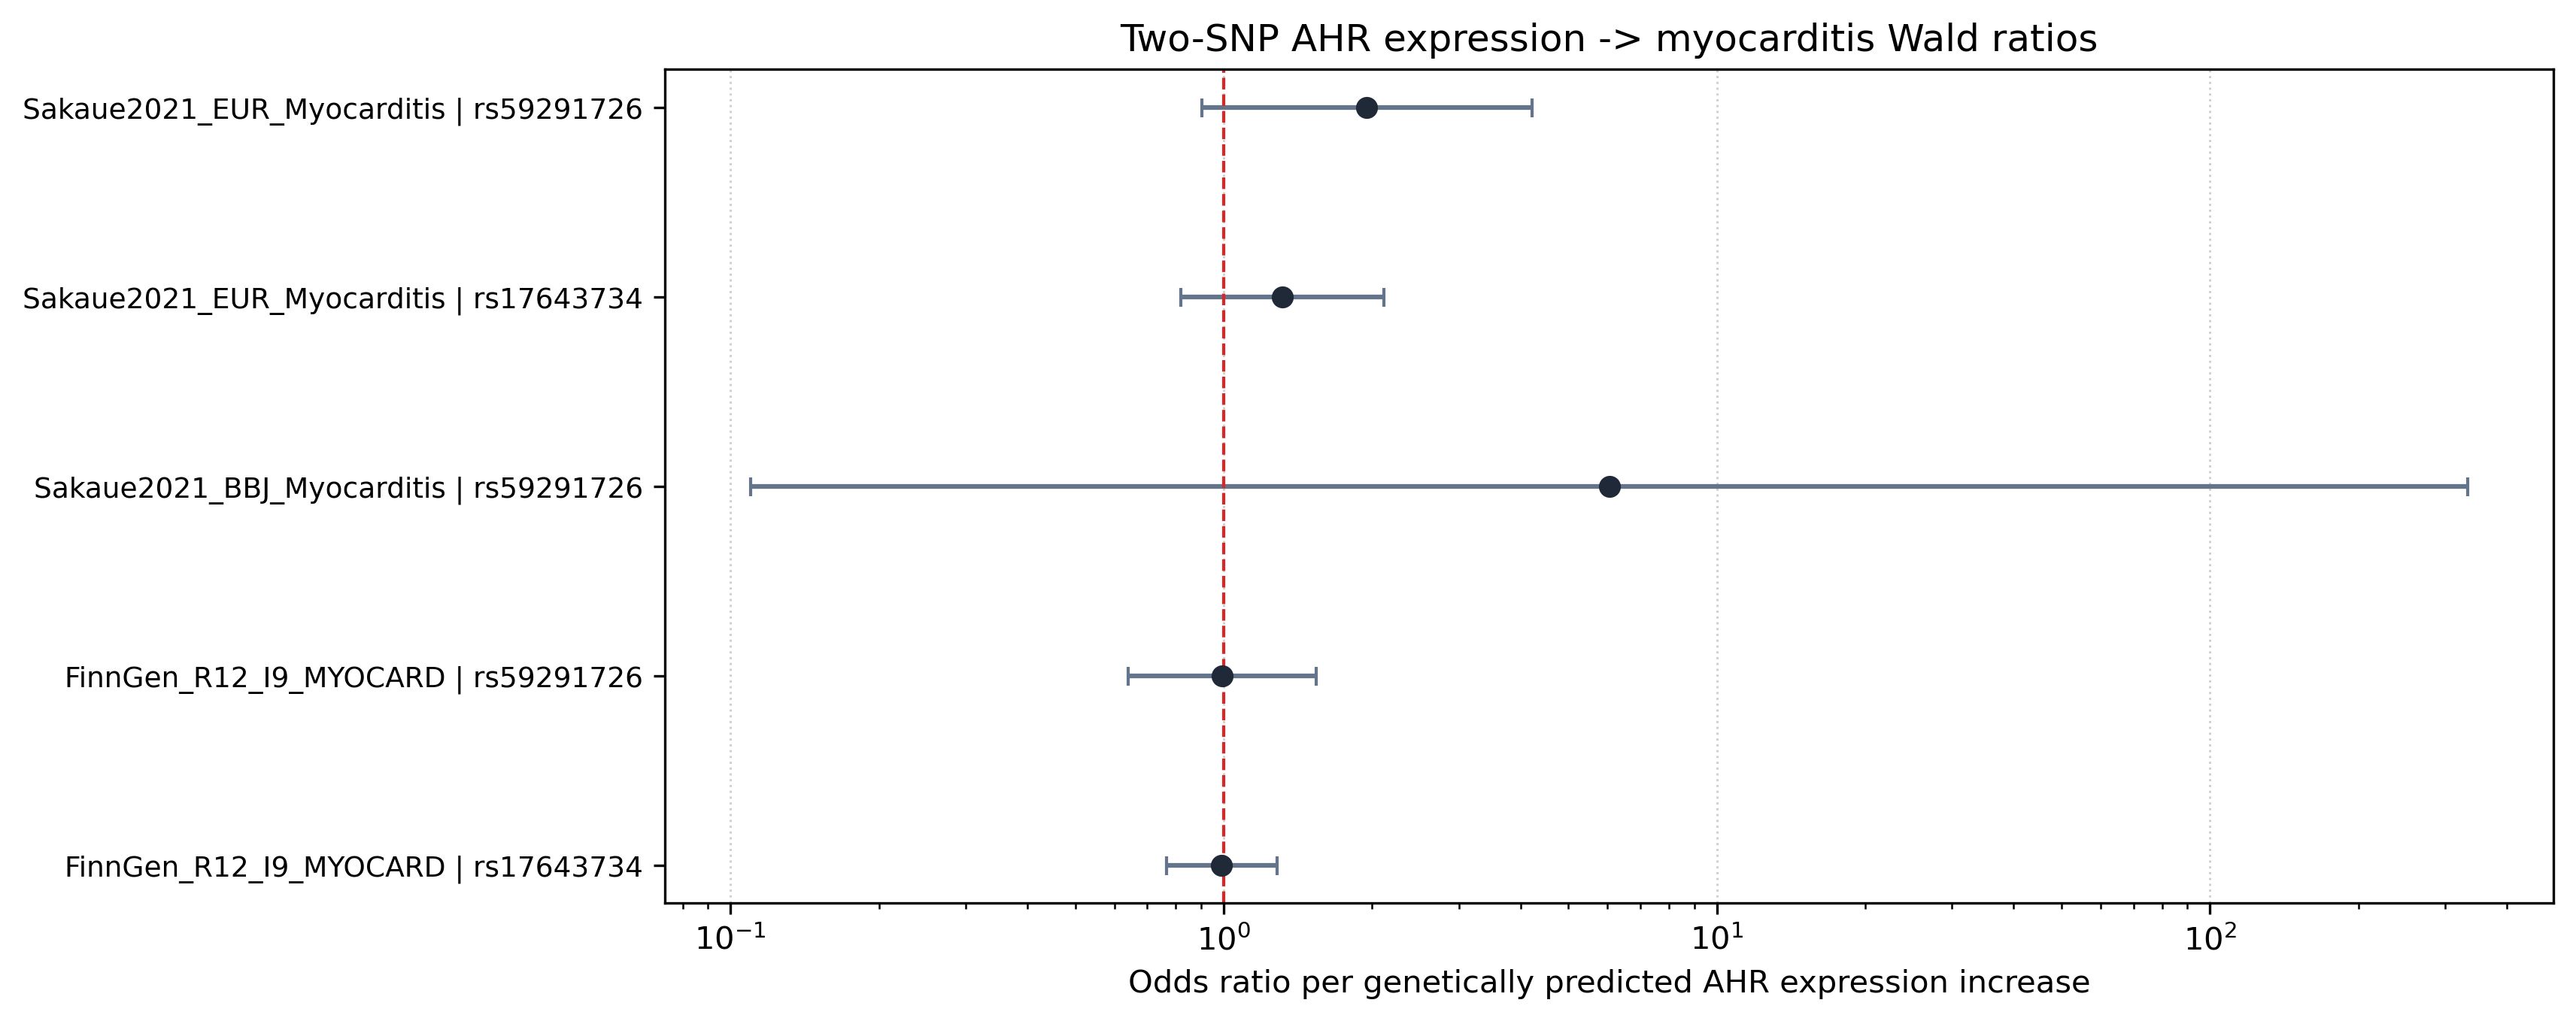 Two-SNP AHR expression -> myocarditis Wald ratios
Sakaue2021_EUR_Myocarditis | rs59291726
Sakaue2021_EUR_Myocarditis | rs17643734
Sakaue2021_BBJ_Myocarditis | rs59291726
FinnGen_R12_I9_MYOCARD | rs59291726
FinnGen_R12_I9_MYOCARD | rs17643734
10⁻¹ 10⁰ 10¹ 10²
Odds ratio per genetically predicted AHR expression increase